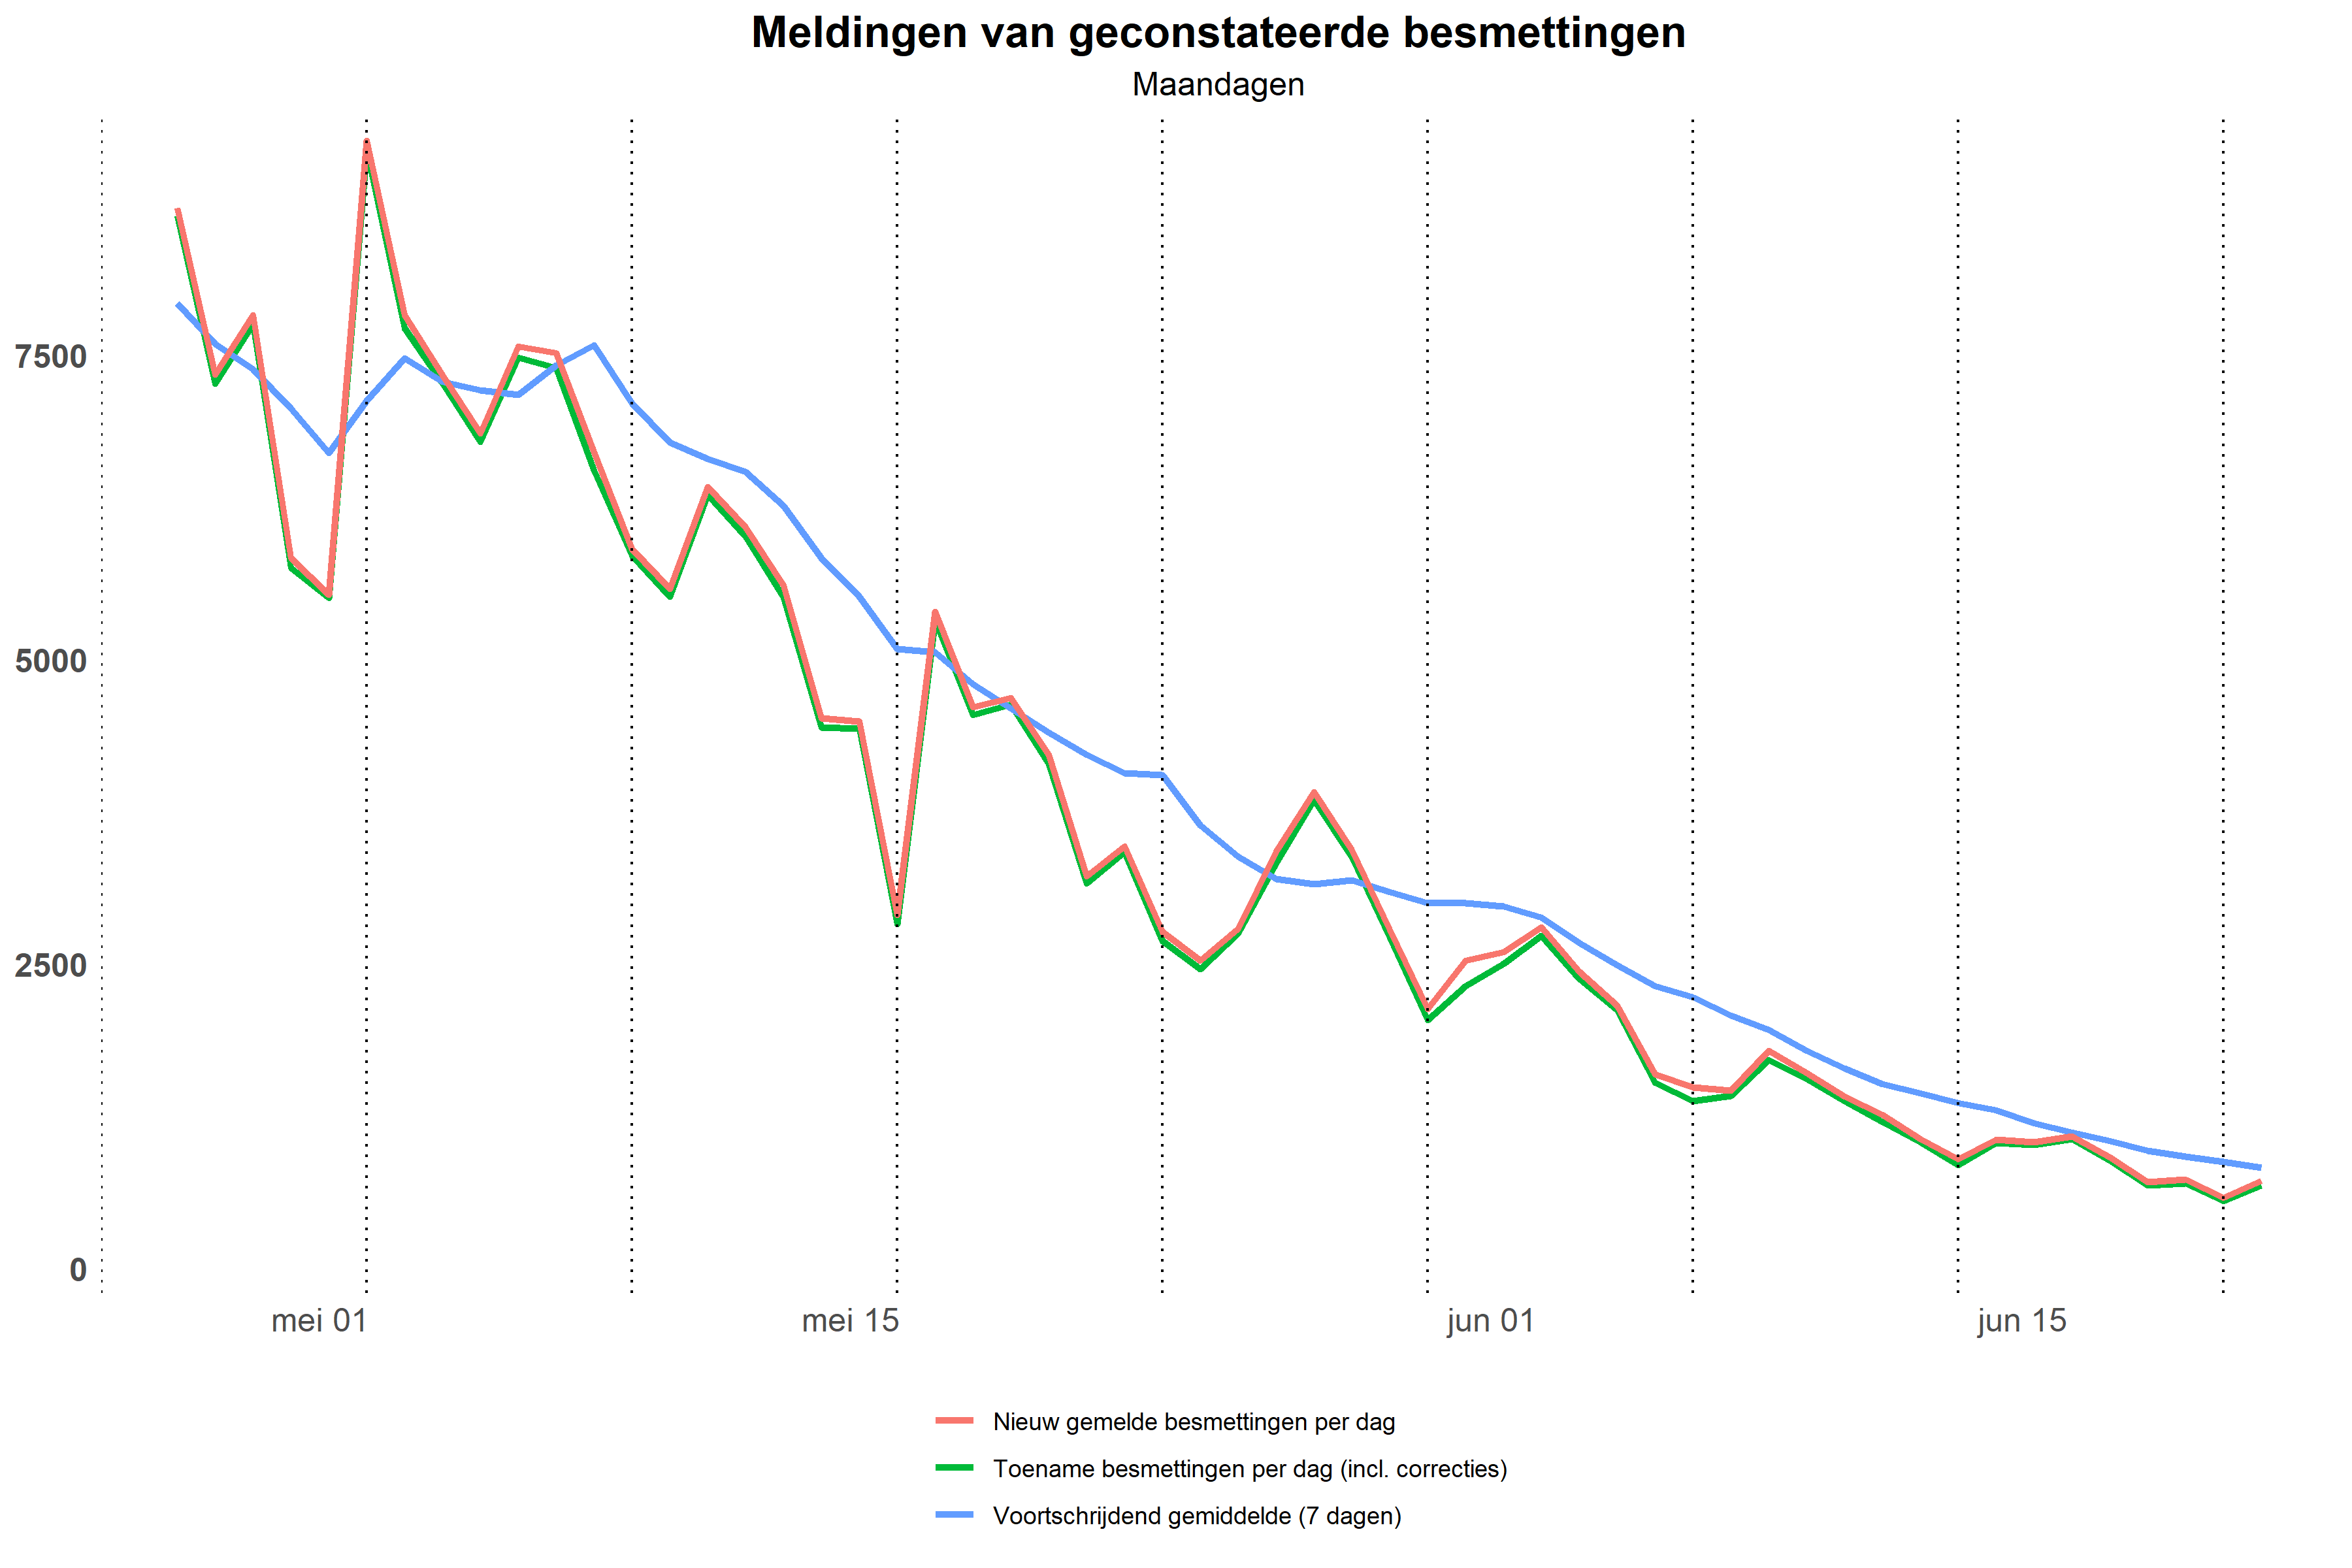 Meldingen van geconstateerde besmettingen
Maandagen
7500
5000
2500
0
mei 01
mei 15
jun 01
jun 15
Nieuw gemelde besmettingen per dag
Toename besmettingen per dag (incl. correcties)
Voortschrijdend gemiddelde (7 dagen)